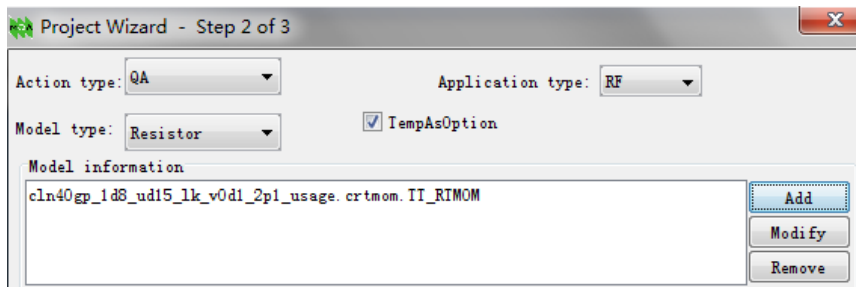 Project Wizard - Step 2 of 3
Action type: QA Application type: RF
Model type: Resistor TempAsOption
Model information
cln40gp_1d8_ud15_lk_v0d1_2p1_usage.crtmom.TT_RTMOM
Add
Modify
Remove